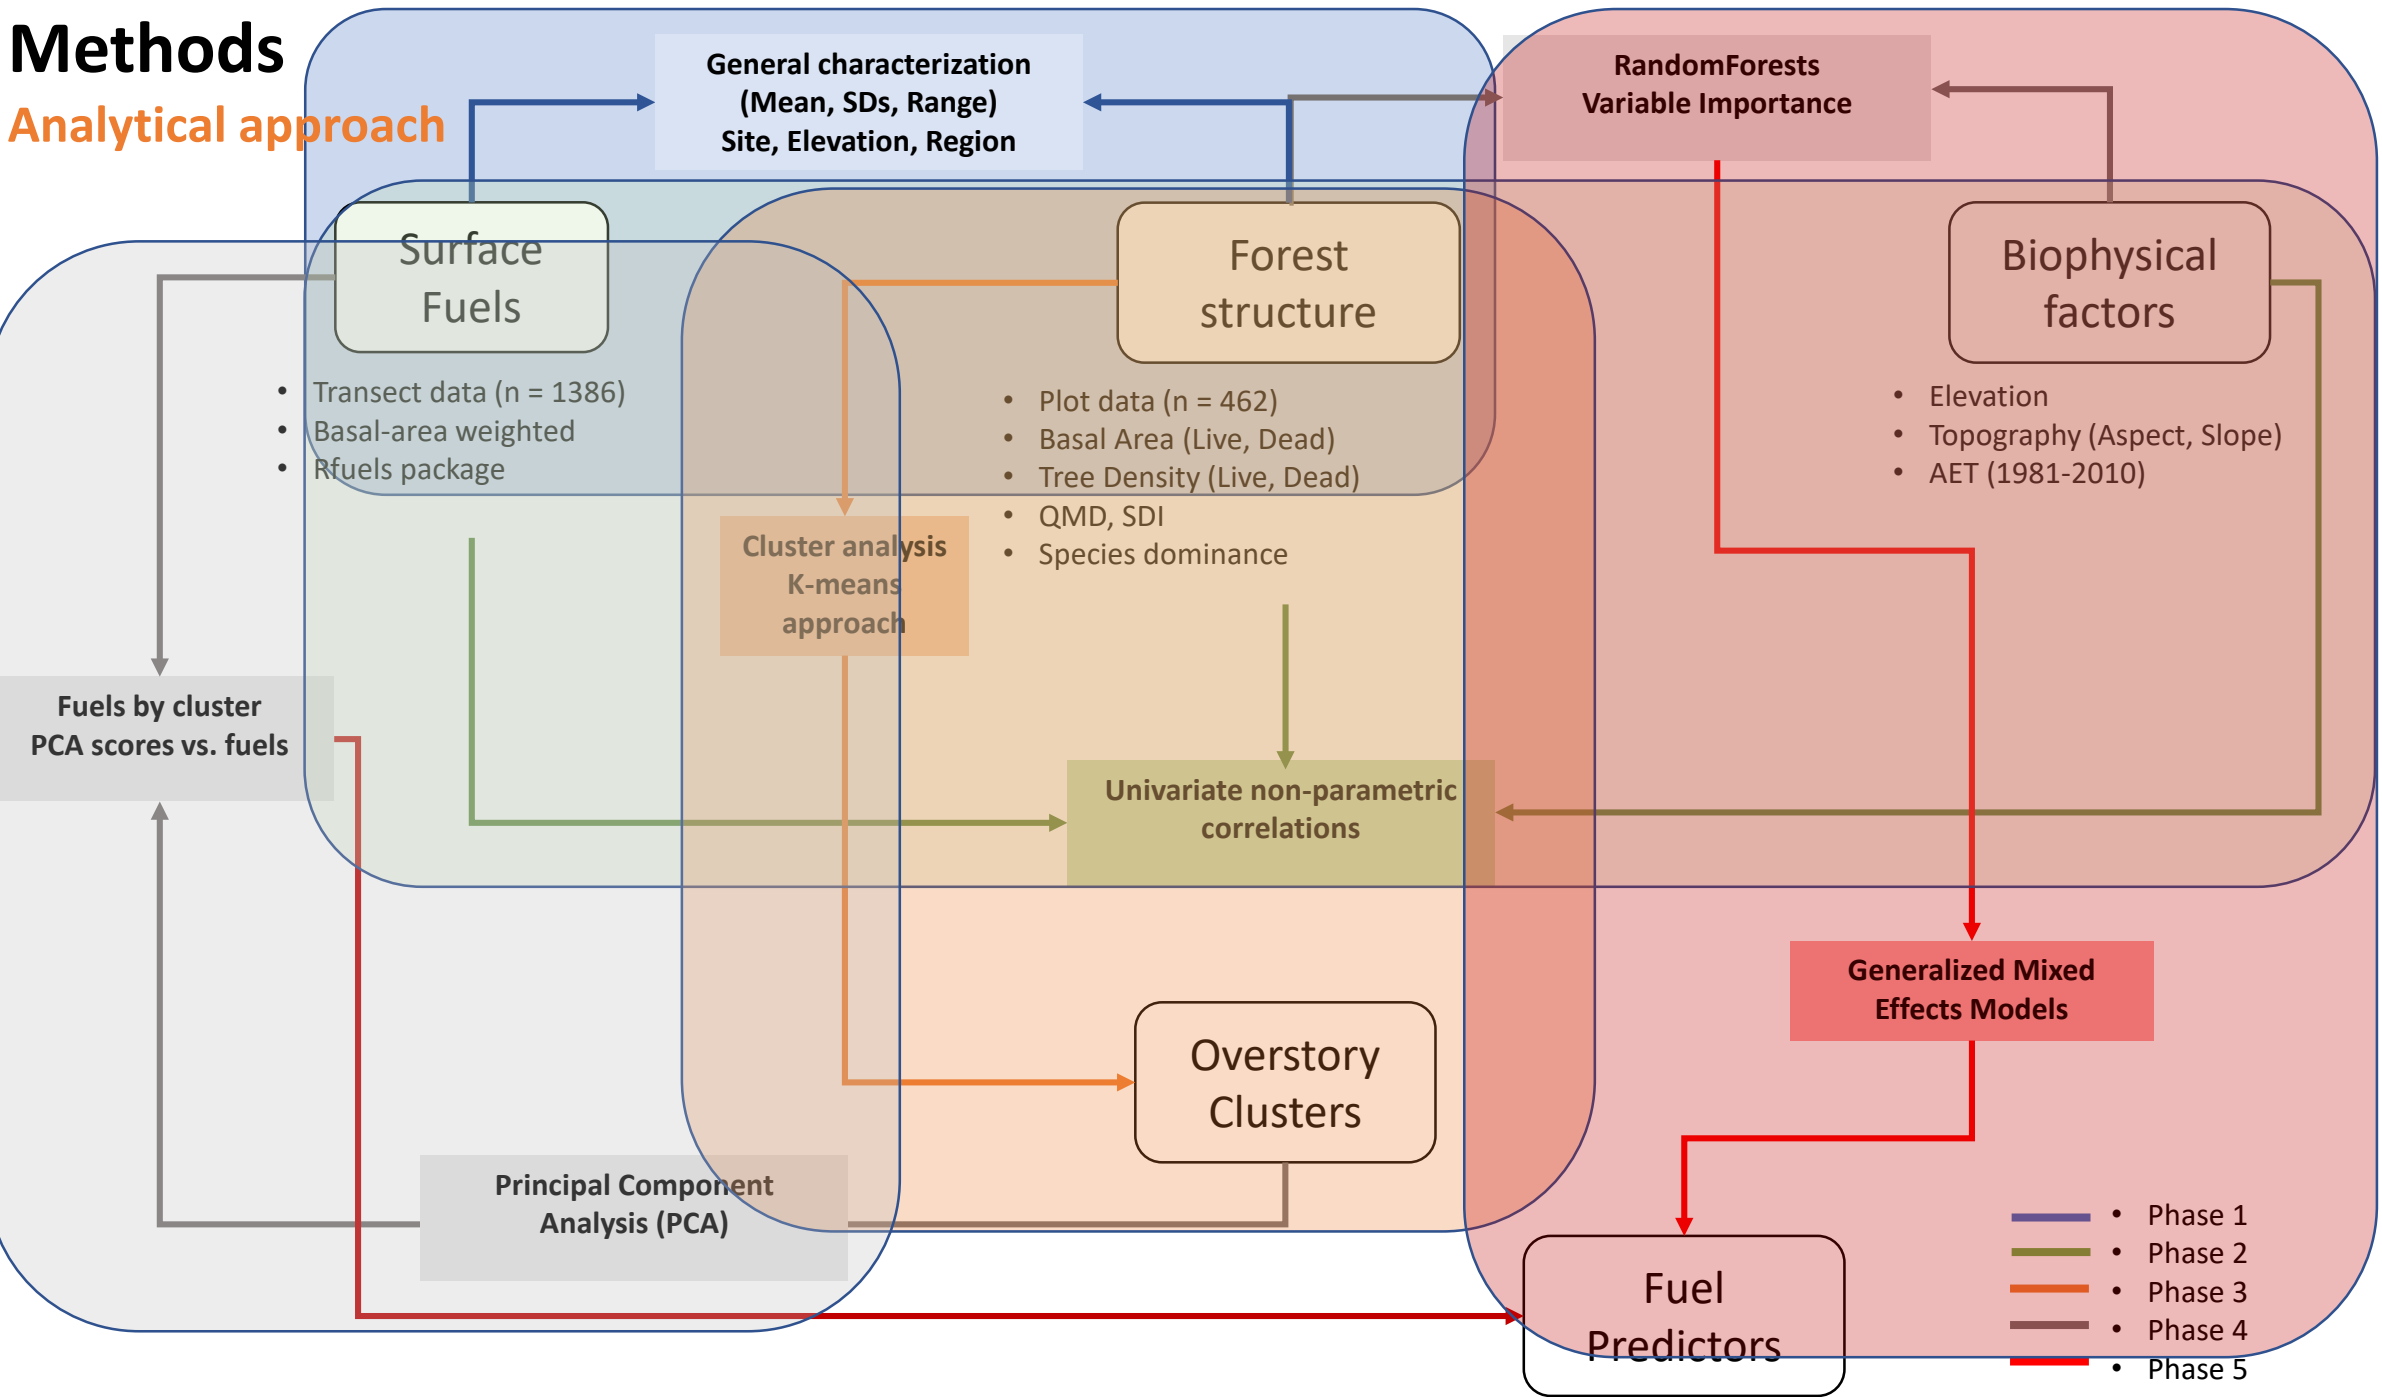 Methods
Analytical approach
General characterization
(Mean, SDs, Range)
Site, Elevation, Region
RandomForests
Variable Importance
Surface
Fuels
Forest
structure
Biophysical
factors
• Transect data (n = 1386)
• Basal-area weighted
• Rfuels package
• Plot data (n = 462)
• Basal Area (Live, Dead)
• Tree Density (Live, Dead)
• QMD, SDI
• Species dominance
• Elevation
• Topography (Aspect, Slope)
• AET (1981-2010)
Cluster analysis
K-means
approach
Fuels by cluster
PCA scores vs. fuels
Univariate non-parametric
correlations
Generalized Mixed
Effects Models
Overstory
Clusters
Principal Component
Analysis (PCA)
Fuel
Predictors
• Phase 1
• Phase 2
• Phase 3
• Phase 4
• Phase 5